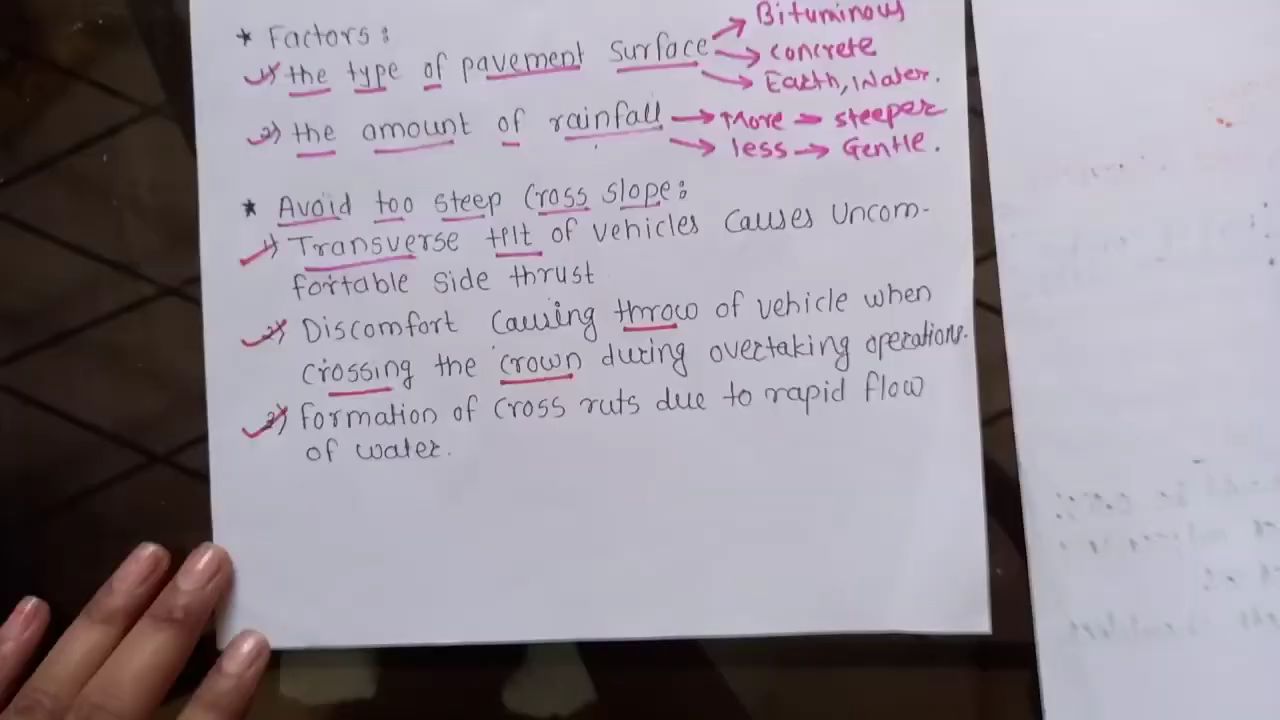 * Factors:
1) the type of pavement surface → Bituminous
→ concrete
→ Earth, Water.
2) the amount of rainfall → More → steeper
→ less → Gentle.
* Avoid too steep Cross slope:
1) Transverse tilt of vehicles causes uncom-
fortable side thrust
2) Discomfort causing throw of vehicle when
crossing the crown during overtaking operations.
3) Formation of cross ruts due to rapid flow
of water.